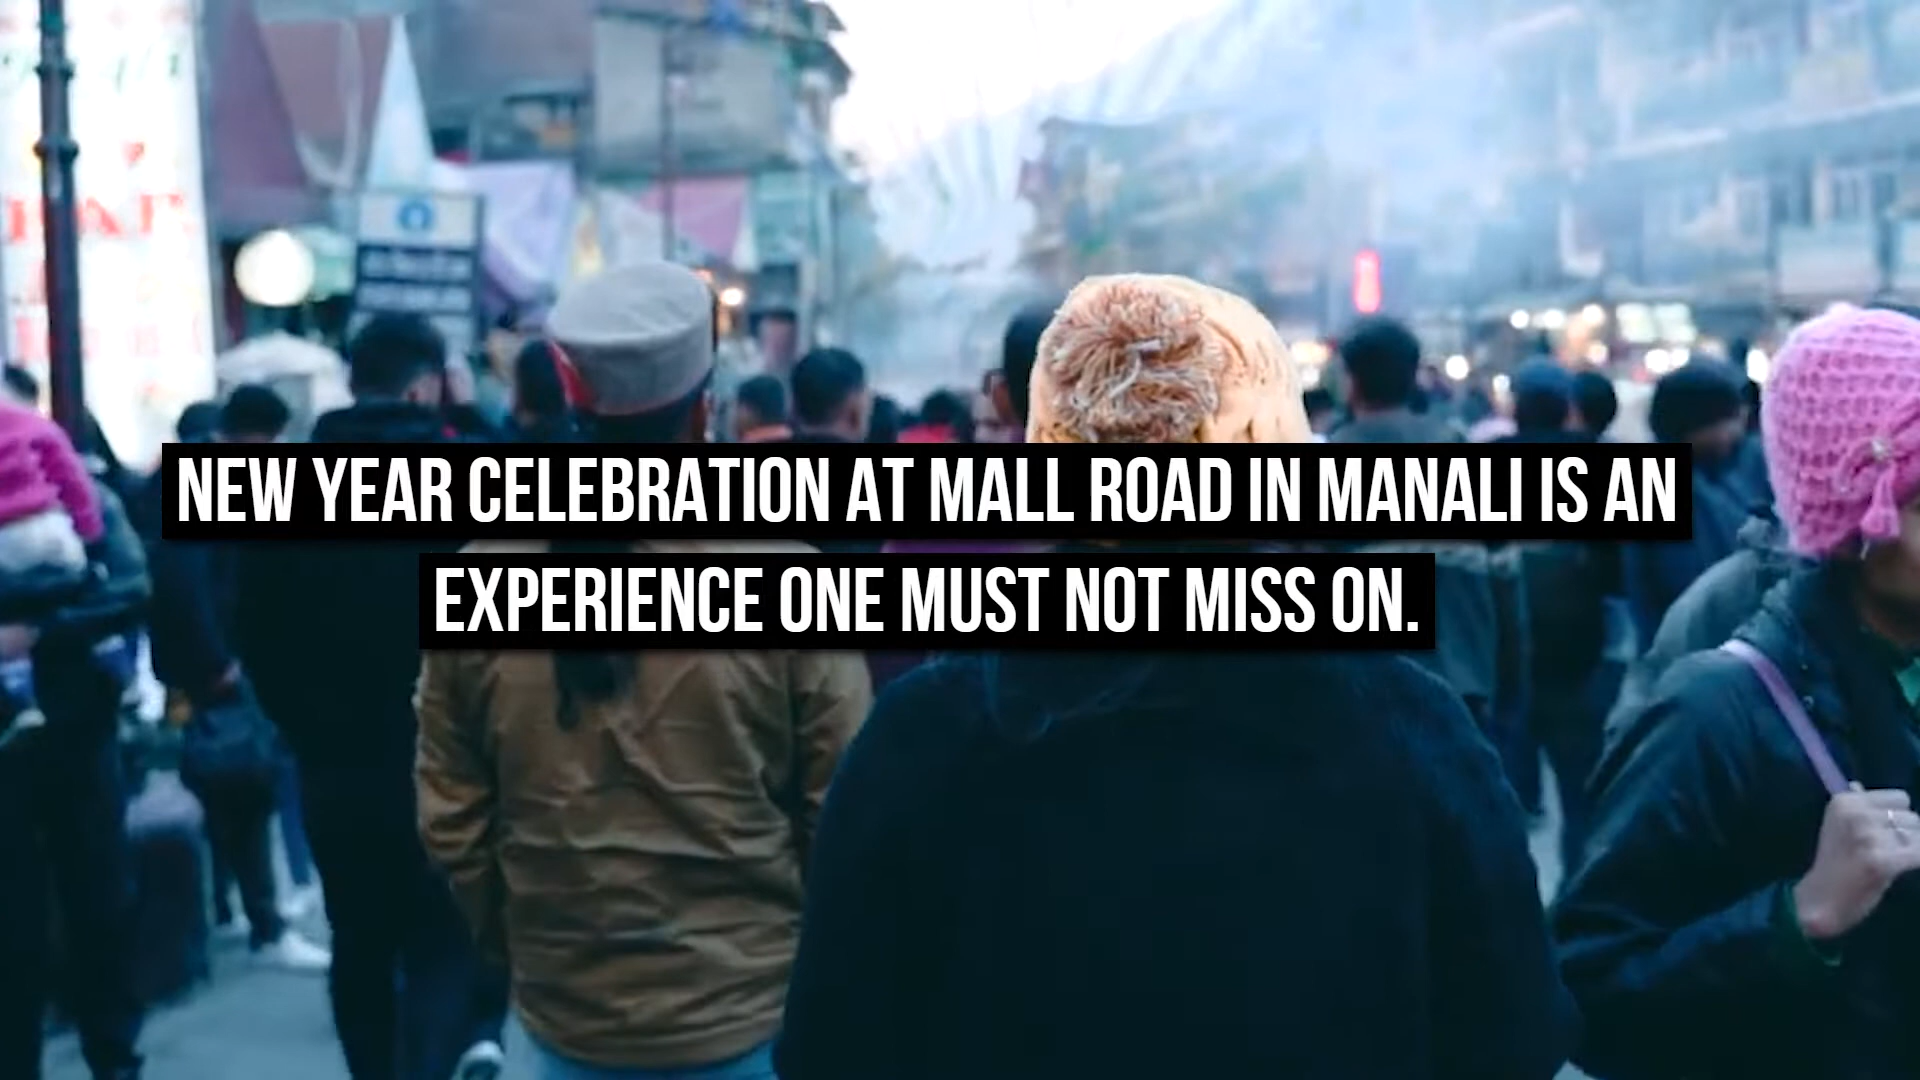 NEW YEAR CELEBRATION AT MALL ROAD IN MANALI IS AN
EXPERIENCE ONE MUST NOT MISS ON.